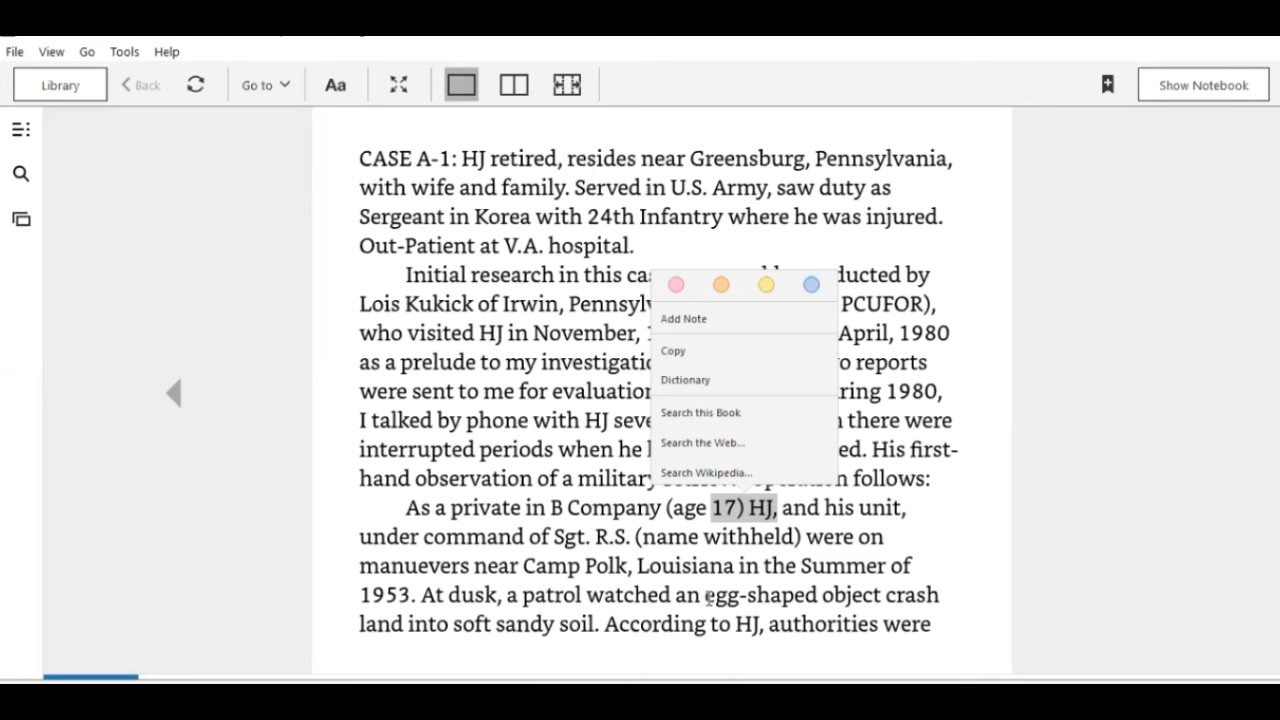 File View Go Tools Help
Library Back Go to Aa Show Notebook
CASE A-1: HJ retired, resides near Greensburg, Pennsylvania,
with wife and family. Served in U.S. Army, saw duty as
Sergeant in Korea with 24th Infantry where he was injured.
Out-Patient at V.A. hospital.
Initial research in this ducted by
Lois Kukick of Irwin, PCUFOR),
who visited HJ in November, April, 1980
as a prelude to my reports
were sent to me for 1980,
I talked by phone with HJ there were
interrupted periods when he His first-
hand observation of a military follows:
Add Note
Copy
Dictionary
Search this Book
Search the Web...
Search Wikipedia...
As a private in B Company (age 17) HJ, and his unit,
under command of Sgt. R.S. (name withheld) were on
manuevers near Camp Polk, Louisiana in the Summer of
1953. At dusk, a patrol watched an egg-shaped object crash
land into soft sandy soil. According to HJ, authorities were